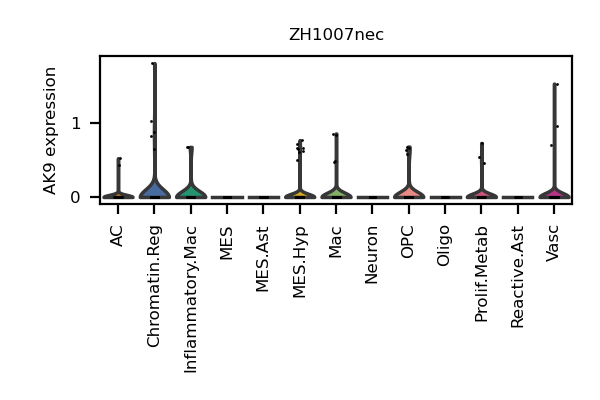 ZH1007nec
AK9 expression
1
0
AC
Chromatin.Reg
Inflammatory.Mac
MES
MES.Ast
MES.Hyp
Mac
Neuron
OPC
Oligo
Prolif.Metab
Reactive.Ast
Vasc